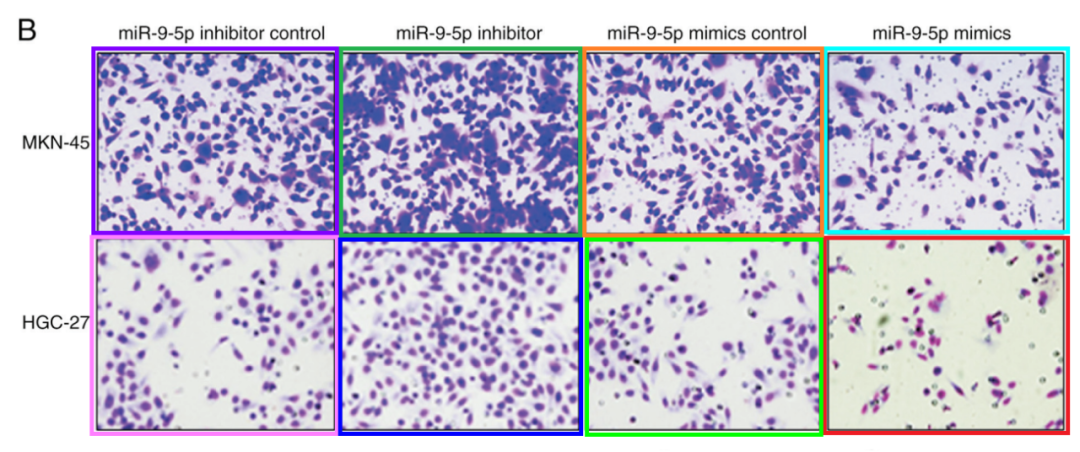 B
miR-9-5p inhibitor control miR-9-5p inhibitor miR-9-5p mimics control miR-9-5p mimics
MKN-45
HGC-27